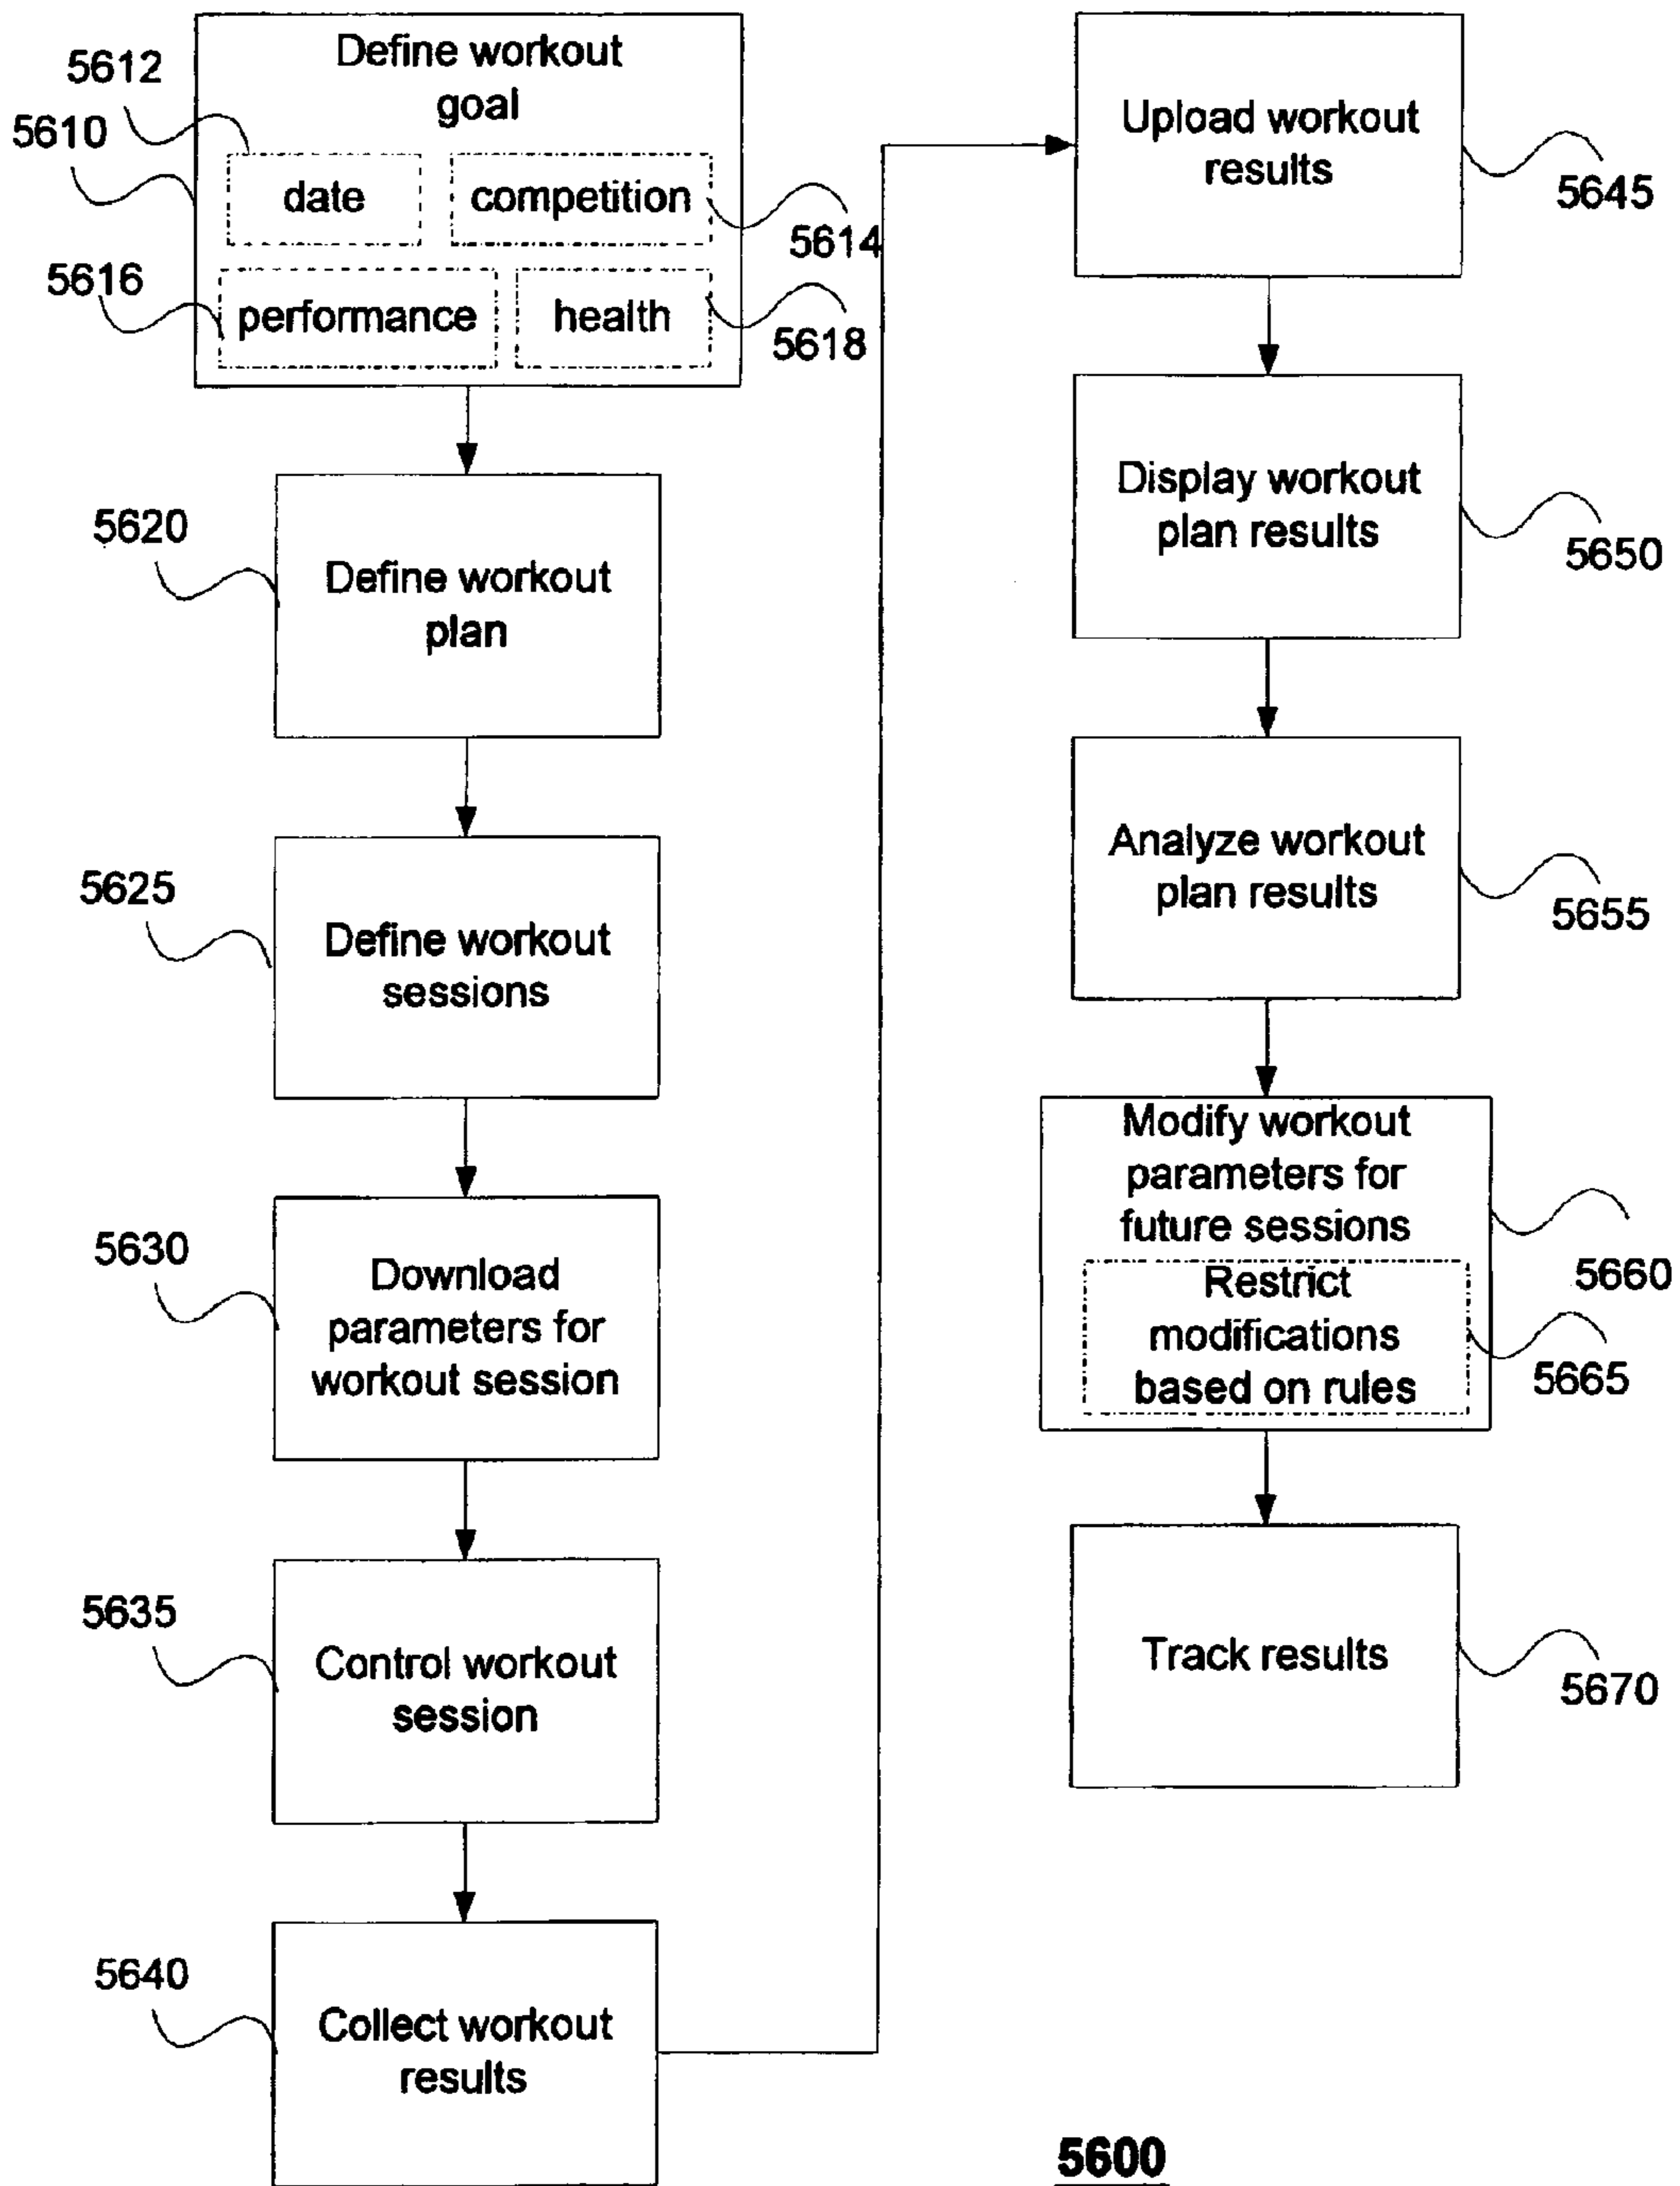 Define workout
goal
5612
5610
date
competition
5614
5616
performance
health
5618
5620
Define workout
plan
5625
Define workout
sessions
5630
Download
parameters for
workout session
5635
Control workout
session
5640
Collect workout
results
Upload workout
results
5645
Display workout
plan results
5650
Analyze workout
plan results
5655
Modify workout
parameters for
future sessions
5660
Restrict
modifications
based on rules
5665
Track results
5670
5600